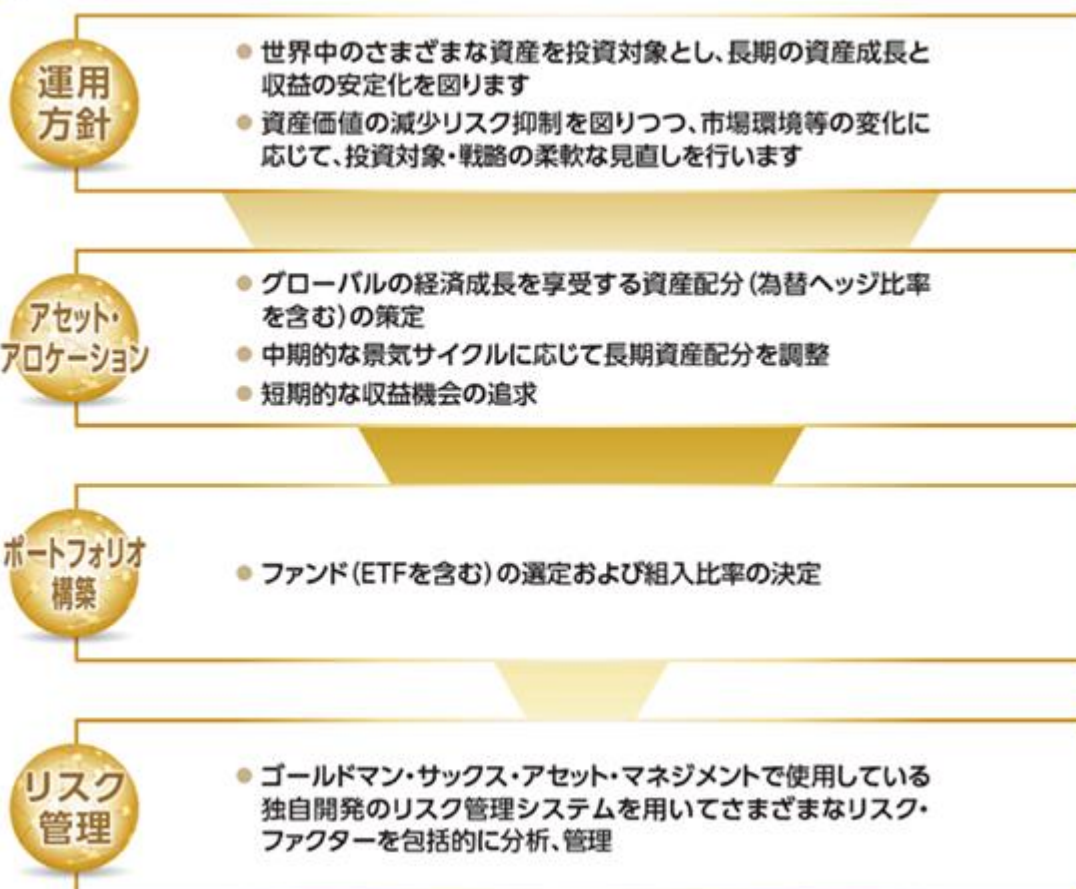 運用
方針
● 世界中のさまざまな資産を投資対象とし、長期の資産成長と
収益の安定化を図ります
● 資産価値の減少リスク抑制を図りつつ、市場環境等の変化に
応じて、投資対象・戦略の柔軟な見直しを行います
アセット・
アロケーション
● グローバルの経済成長を享受する資産配分(為替ヘッジ比率
を含む)の策定
● 中期的な景気サイクルに応じて長期資産配分を調整
● 短期的な収益機会の追求
ポートフォリオ
構築
● ファンド(ETFを含む)の選定および組入比率の決定
リスク
管理
● ゴールドマン・サックス・アセット・マネジメントで使用している
独自開発のリスク管理システムを用いてさまざまなリスク・
ファクターを包括的に分析、管理